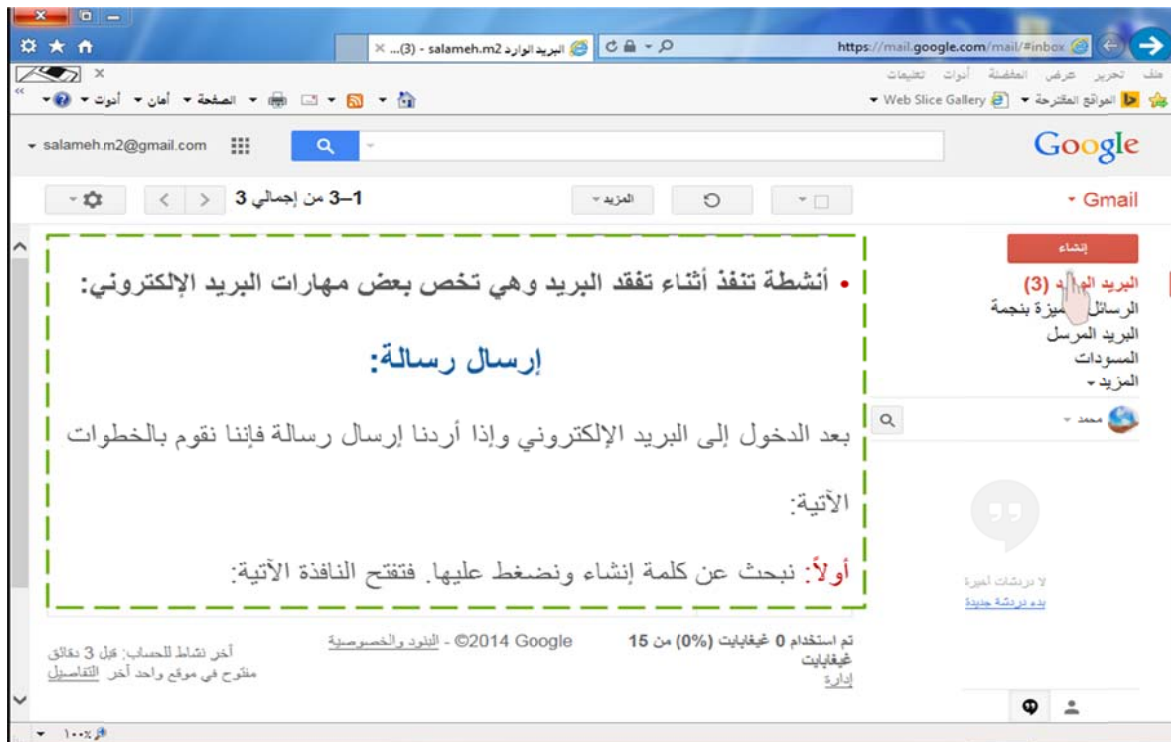 https://mail.google.com/mail/#inbox
البريد الوارد (3) - salameh.m2...
ملف تحرير عرض المفضلة أدوات تعليمات
المواقع المقترحة Web Slice Gallery
الصفحة أمان أدوت
Google
salameh.m2@gmail.com
Gmail
المزيد
1–3 من إجمالي 3
إنشاء
البريد الوارد (3)
الرسائل المميزة بنجمة
البريد المرسل
المسودات
المزيد
محمد
• أنشطة تنفذ أثناء تفقد البريد وهي تخص بعض مهارات البريد الإلكتروني:
إرسال رسالة:
بعد الدخول إلى البريد الإلكتروني وإذا أردنا إرسال رسالة فإننا نقوم بالخطوات
الآتية:
أولاً: نبحث عن كلمة إنشاء ونضغط عليها. فتفتح النافذة الآتية:
لا دردشات أخيرة
بدء دردشة جديدة
تم استخدام 0 غيغابايت (0%) من 15
غيغابايت
إدارة
©2014 Google - البنود والخصوصية
آخر نشاط للحساب: قبل 3 دقائق
مفتوح في موقع واحد آخر التفاصيل
١٠٠٪